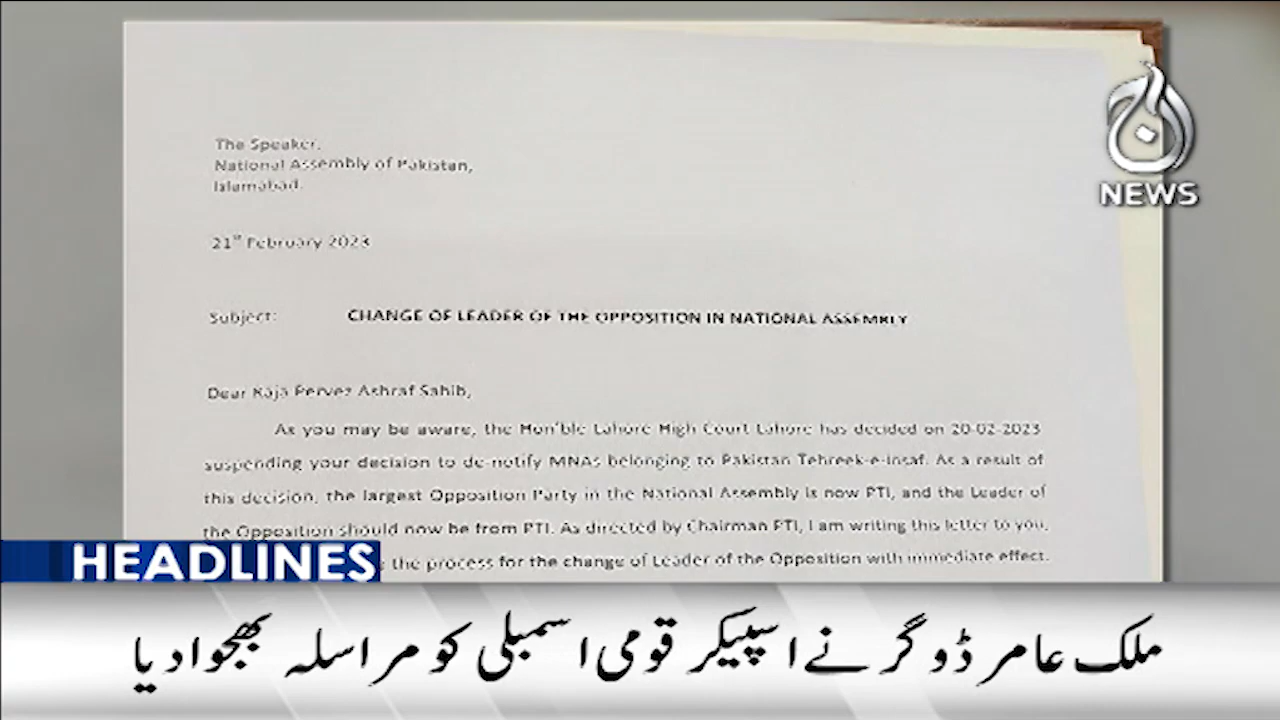 The Speaker,
National Assembly of Pakistan,
Islamabad.
21st February 2023
Subject: CHANGE OF LEADER OF THE OPPOSITION IN NATIONAL ASSEMBLY
Dear Raja Pervez Ashraf Sahib,
As you may be aware, the Hon'ble Lahore High Court Lahore has decided on 20-02-2023
suspending your decision to de-notify MNAs belonging to Pakistan Tehreek-e-Insaf. As a result of
this decision, the largest Opposition Party in the National Assembly is now PTI, and the Leader of
the Opposition should now be from PTI. As directed by Chairman PTI, I am writing this letter to you,
the process for the change of Leader of the Opposition with immediate effect.
آج
NEWS
HEADLINES
ملک عامر ڈوگر نے اسپیکر قومی اسمبلی کو مراسلہ بھجوا دیا